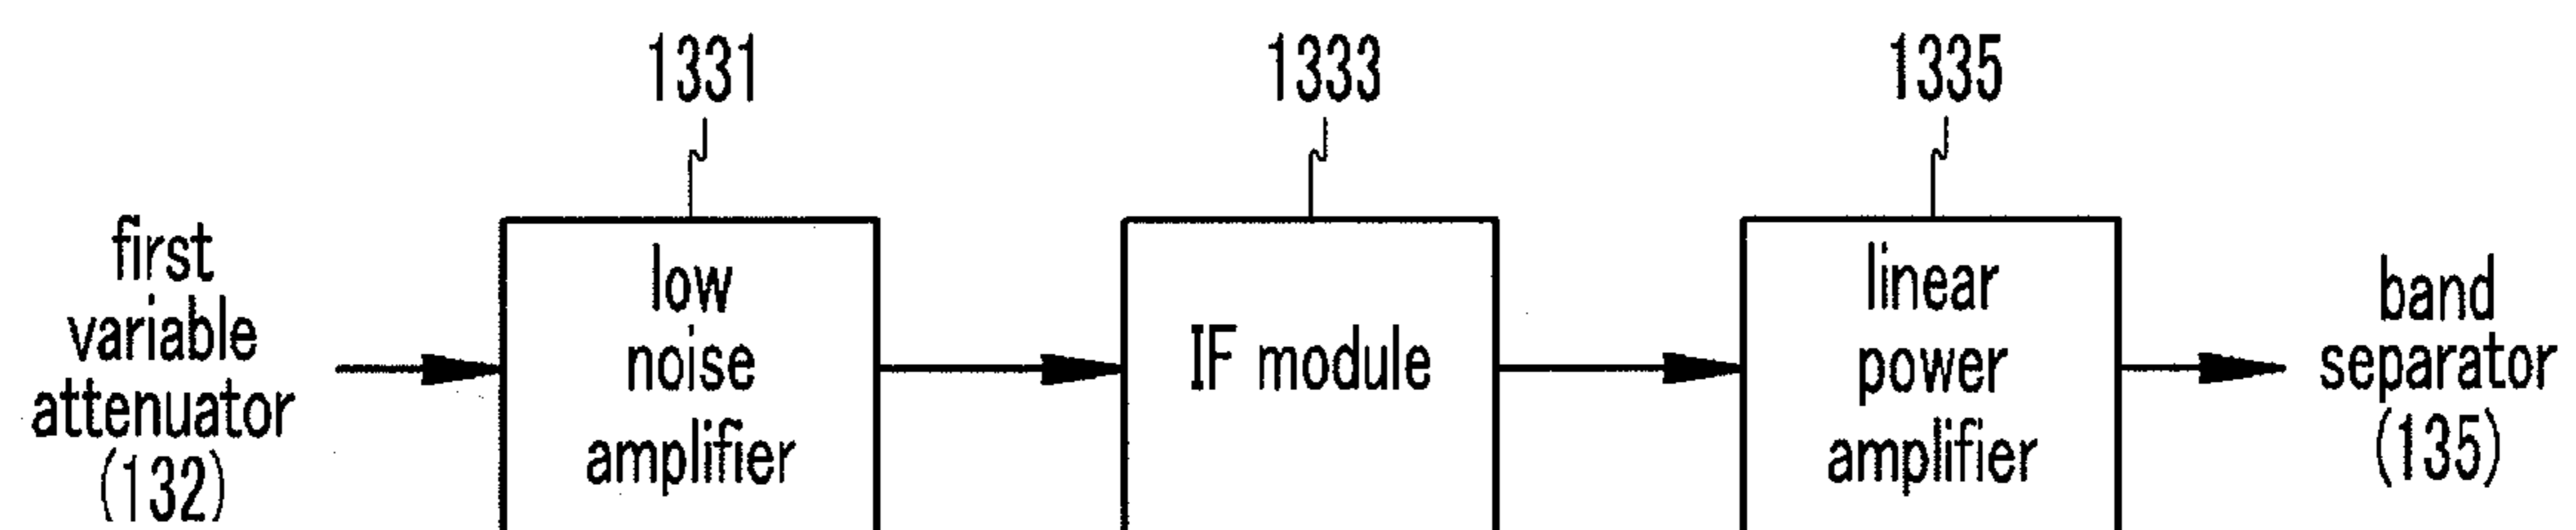 1331
1333
1335
first
variable
attenuator
(132)
low
noise
amplifier
IF module
linear
power
amplifier
band
separator
(135)